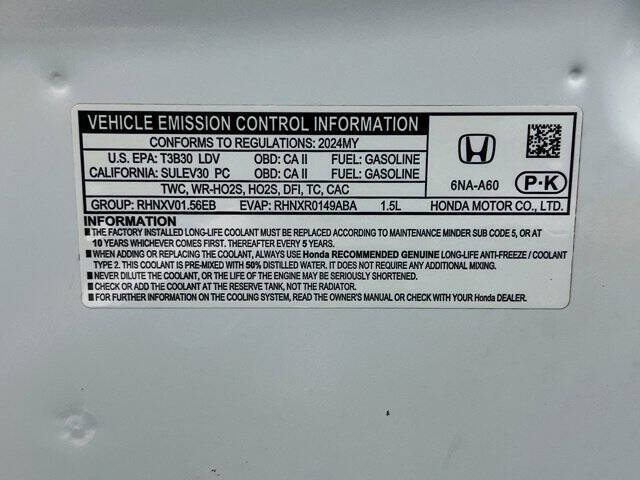 VEHICLE EMISSION CONTROL INFORMATION
CONFORMS TO REGULATIONS: 2024MY
U.S. EPA: T3B30 LDV OBD: CA II FUEL: GASOLINE
CALIFORNIA: SULEV30 PC OBD: CA II FUEL: GASOLINE
TWC, WR-HO2S, HO2S, DFI, TC, CAC
GROUP: RHNXV01.56EB EVAP: RHNXR0149ABA 1.5L
6NA-A60 P·K
HONDA MOTOR CO., LTD.
INFORMATION
■THE FACTORY INSTALLED LONG-LIFE COOLANT MUST BE REPLACED ACCORDING TO MAINTENANCE MINDER SUB CODE 5, OR AT
10 YEARS WHICHEVER COMES FIRST. THEREAFTER EVERY 5 YEARS.
■WHEN ADDING OR REPLACING THE COOLANT, ALWAYS USE Honda RECOMMENDED GENUINE LONG-LIFE ANTI-FREEZE / COOLANT
TYPE 2. THIS COOLANT IS PRE-MIXED WITH 50% DISTILLED WATER. IT DOES NOT REQUIRE ANY ADDITIONAL MIXING.
■NEVER DILUTE THE COOLANT, OR THE LIFE OF THE ENGINE MAY BE SERIOUSLY SHORTENED.
■CHECK OR ADD THE COOLANT AT THE RESERVE TANK, NOT THE RADIATOR.
■FOR FURTHER INFORMATION ON THE COOLING SYSTEM, READ THE OWNER'S MANUAL OR CHECK WITH YOUR Honda DEALER.